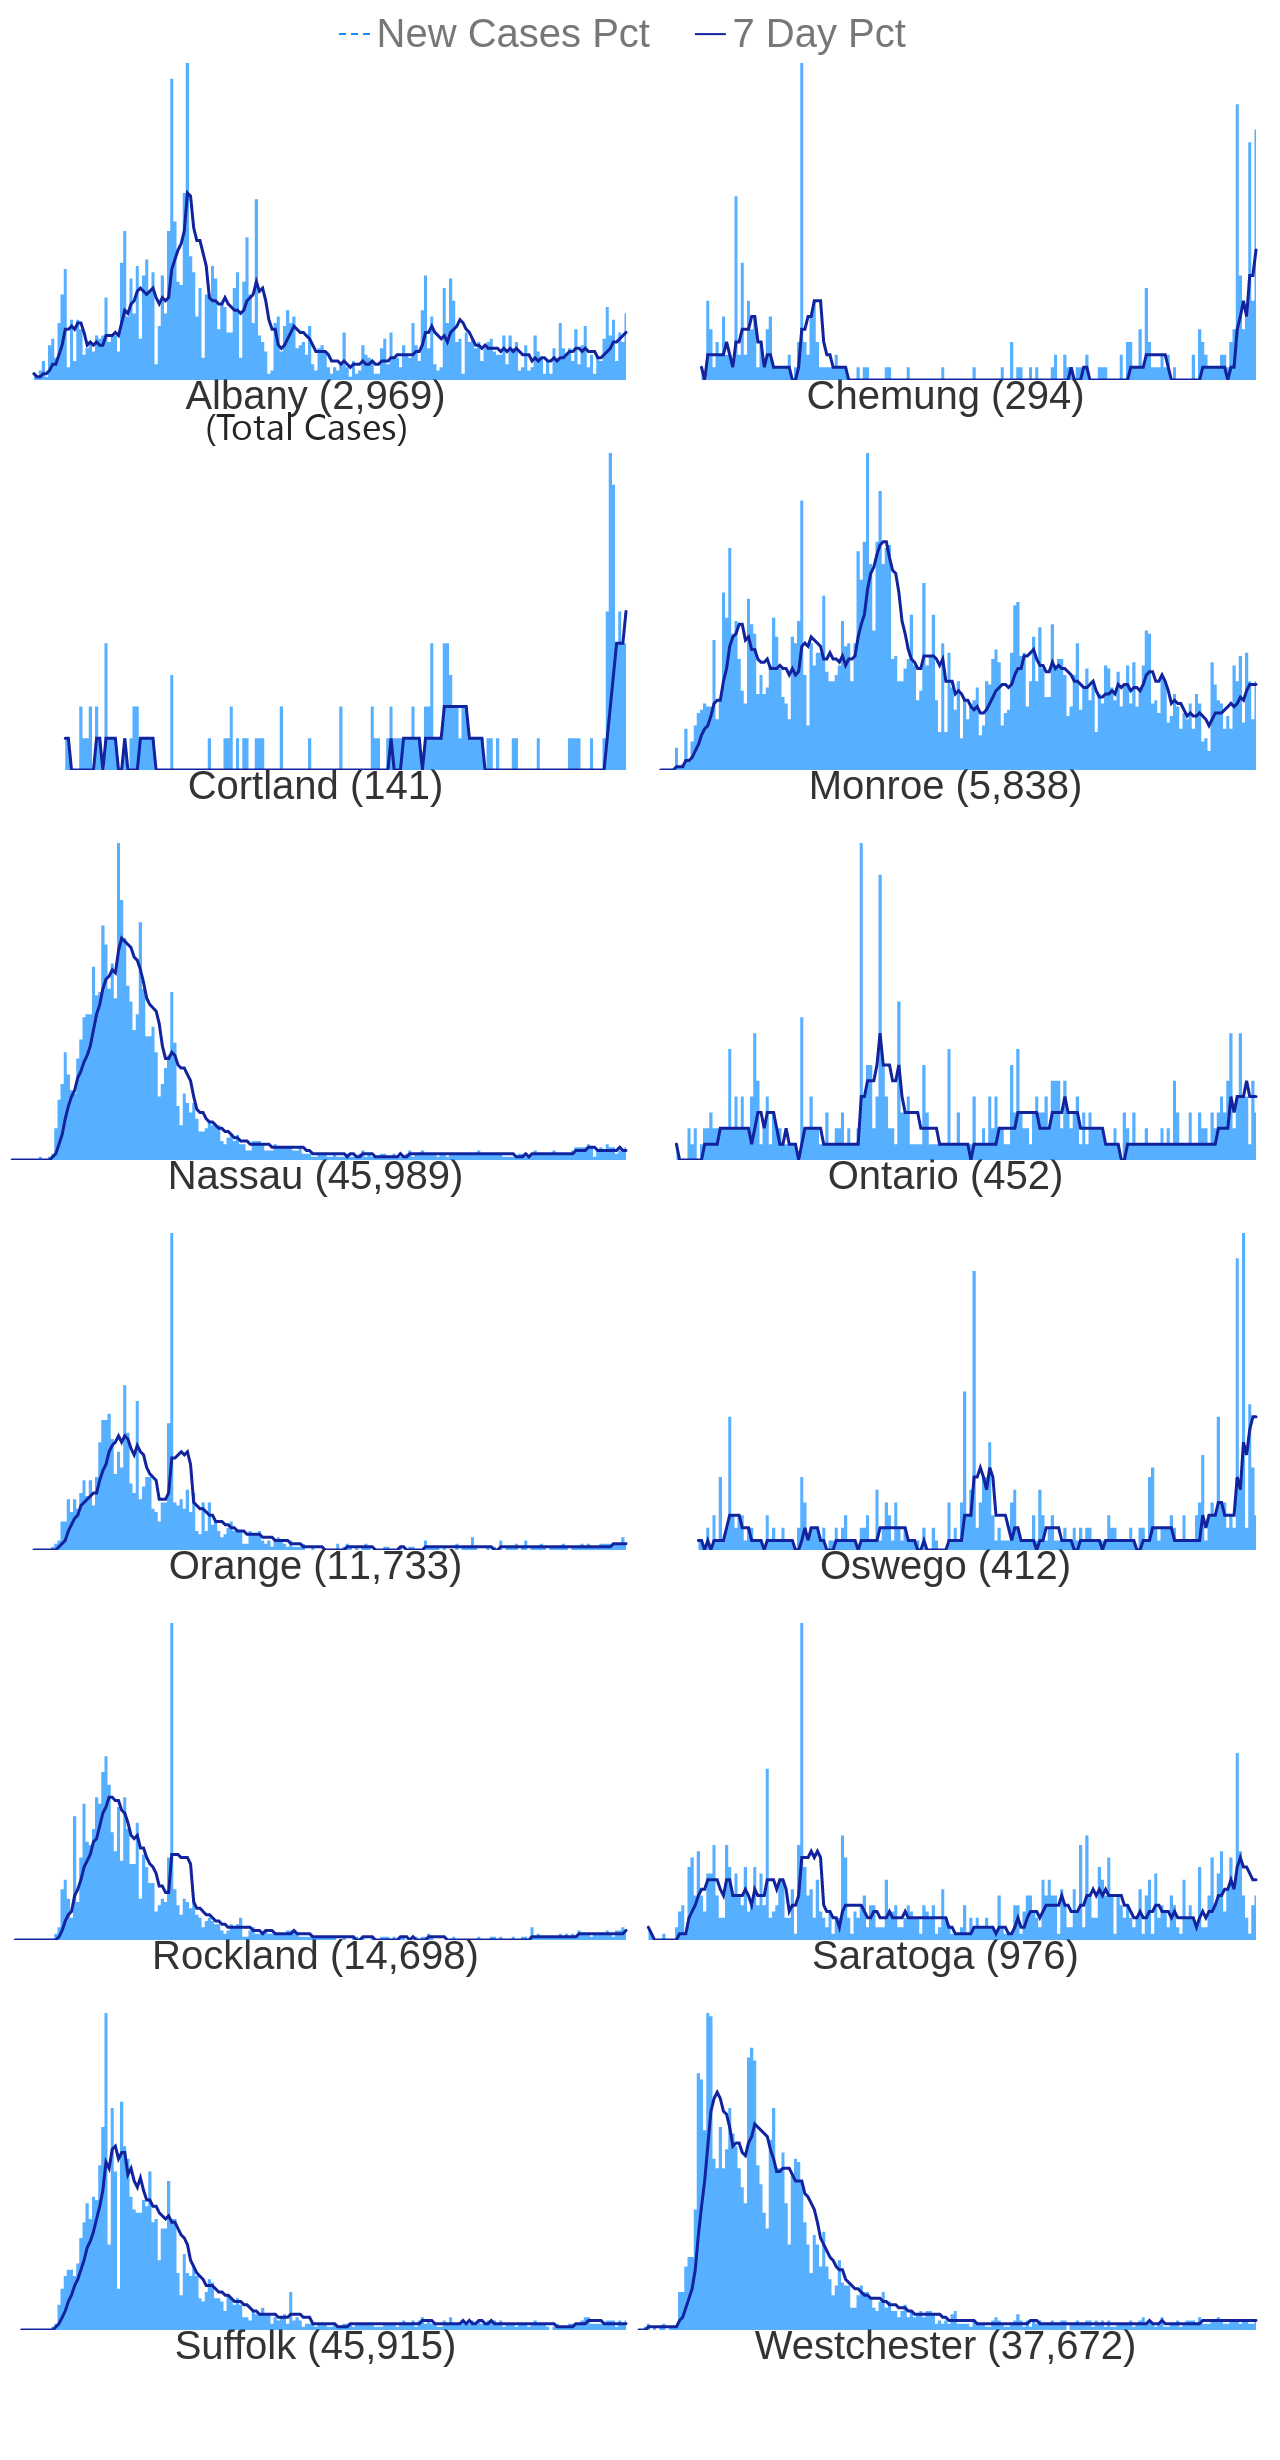 New Cases Pct 7 Day Pct
Albany (2,969) Chemung (294)
(Total Cases)
Cortland (141) Monroe (5,838)
Nassau (45,989) Ontario (452)
Orange (11,733) Oswego (412)
Rockland (14,698) Saratoga (976)
Suffolk (45,915) Westchester (37,672)